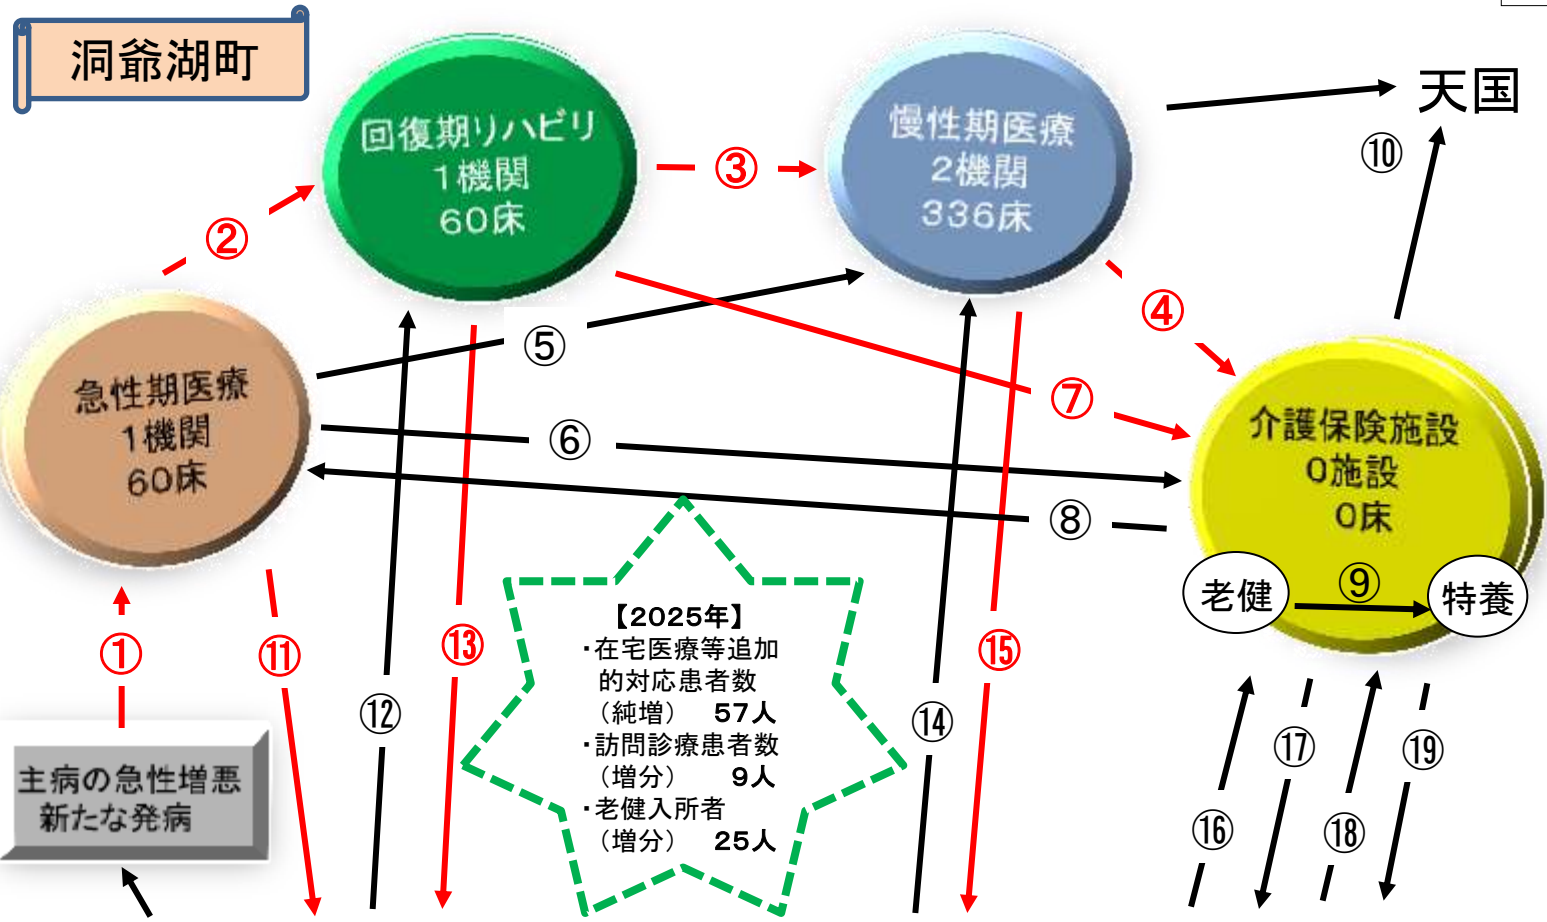 洞爺湖町
回復期リハビリ
1機関
60床
慢性期医療
2機関
336床
天国
⑩
②
③
④
急性期医療
1機関
60床
⑤
⑥
⑦
⑧
介護保険施設
0施設
0床
老健
⑨
特養
①
⑪
⑫
⑬
⑭
⑮
⑯
⑰
⑱
⑲
主病の急性増悪
新たな発病
【2025年】
・在宅医療等追加
的対応患者数
（純増） 57人
・訪問診療患者数
（増分） 9人
・老健入所者
（増分） 25人